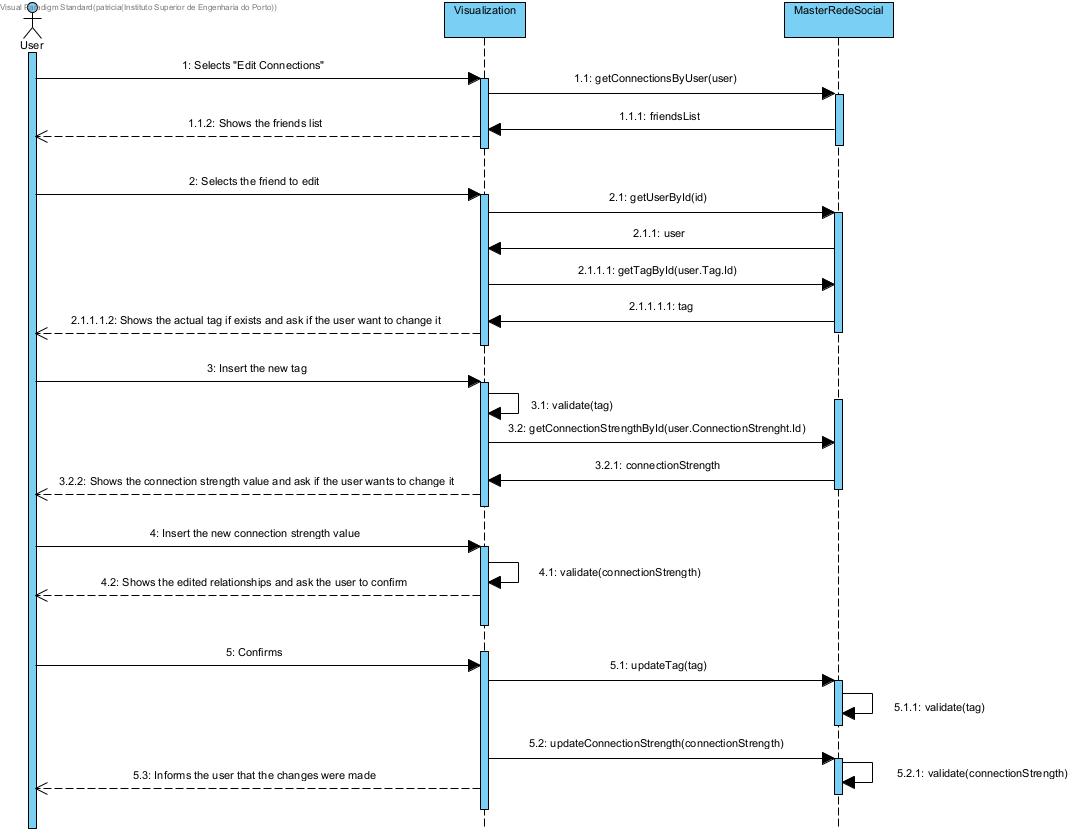 Visual Paradigm Standard(patricia(Instituto Superior de Engenharia do Porto))
Visualization
MasterRedeSocial
User
1: Selects "Edit Connections"
1.1: getConnectionsByUser(user)
1.1.1: friendsList
1.1.2: Shows the friends list
2: Selects the friend to edit
2.1: getUserById(id)
2.1.1: user
2.1.1.1: getTagById(user.Tag.Id)
2.1.1.1.1: tag
2.1.1.1.2: Shows the actual tag if exists and ask if the user want to change it
3: Insert the new tag
3.1: validate(tag)
3.2: getConnectionStrengthById(user.ConnectionStrenght.Id)
3.2.1: connectionStrength
3.2.2: Shows the connection strength value and ask if the user wants to change it
4: Insert the new connection strength value
4.1: validate(connectionStrength)
4.2: Shows the edited relationships and ask the user to confirm
5: Confirms
5.1: updateTag(tag)
5.1.1: validate(tag)
5.2: updateConnectionStrength(connectionStrength)
5.2.1: validate(connectionStrength)
5.3: Informs the user that the changes were made